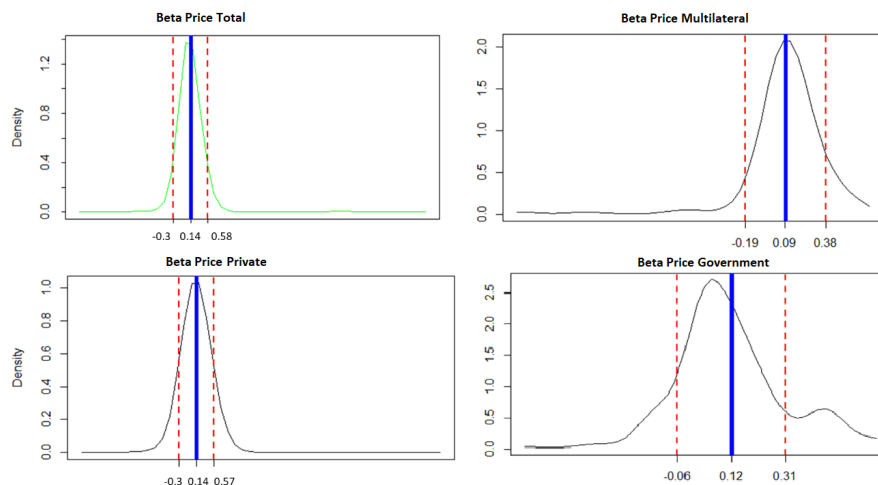 Beta Price Total
Density
1.2
0.8
0.4
0.0
-0.3 0.14 0.58
Beta Price Multilateral
2.0
1.5
1.0
0.5
0.0
-0.19 0.09 0.38
Beta Price Private
Density
1.0
0.8
0.6
0.4
0.2
0.0
-0.3 0.14 0.57
Beta Price Government
2.5
2.0
1.5
1.0
0.5
0.0
-0.06 0.12 0.31